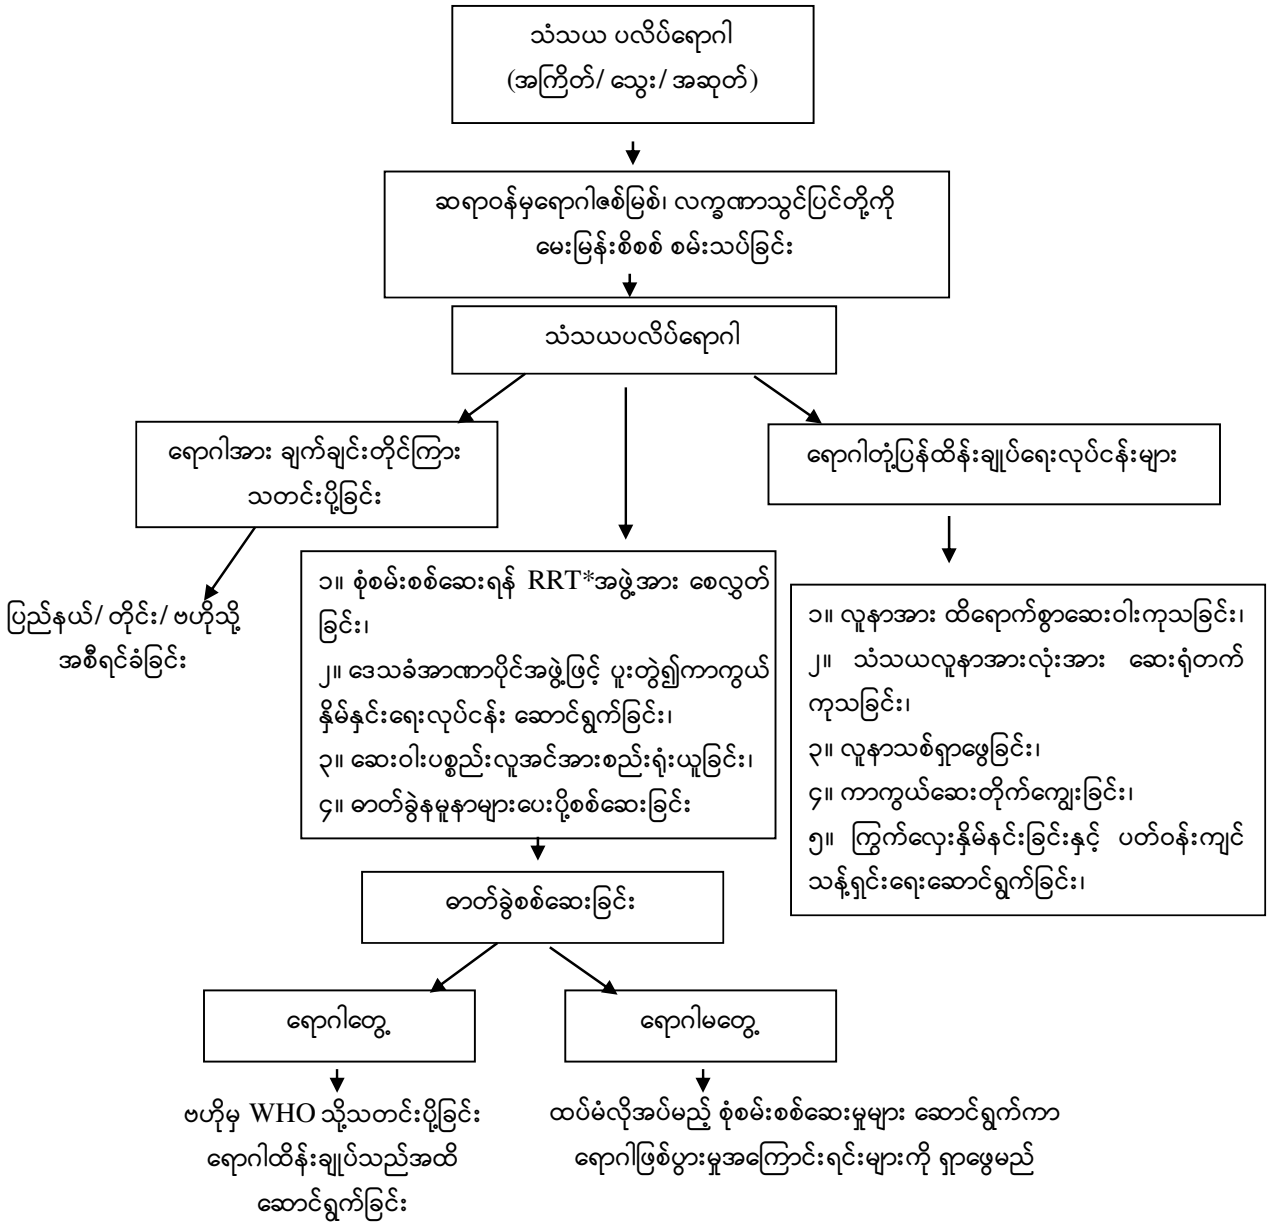 သံသယ ပလိပ်ရောဂါ
(အကြိတ်/ သွေး/ အဆုတ်)
ဆရာဝန်မှရောဂါဇစ်မြစ်၊ လက္ခဏာသွင်ပြင်တို့ကို
မေးမြန်းစိစစ် စမ်းသပ်ခြင်း
သံသယပလိပ်ရောဂါ
ရောဂါအား ချက်ချင်းတိုင်ကြား
သတင်းပို့ခြင်း
ပြည်နယ်/ တိုင်း/ ဗဟိုသို့
အစီရင်ခံခြင်း
၁။ စုံစမ်းစစ်ဆေးရန် RRT*အဖွဲ့အား စေလွှတ်
ခြင်း၊
၂။ ဒေသခံအာဏာပိုင်အဖွဲ့ဖြင့် ပူးတွဲ၍ကာကွယ်
နှိမ်နှင်းရေးလုပ်ငန်း ဆောင်ရွက်ခြင်း၊
၃။ ဆေးဝါးပစ္စည်းလူအင်အားစည်းရုံးယူခြင်း၊
၄။ ဓာတ်ခွဲနမူနာများပေးပို့စစ်ဆေးခြင်း
ရောဂါတုံ့ပြန်ထိန်းချုပ်ရေးလုပ်ငန်းများ
၁။ လူနာအား ထိရောက်စွာဆေးဝါးကုသခြင်း၊
၂။ သံသယလူနာအားလုံးအား ဆေးရုံတက်
ကုသခြင်း၊
၃။ လူနာသစ်ရှာဖွေခြင်း၊
၄။ ကာကွယ်ဆေးတိုက်ကျွေးခြင်း၊
၅။ ကြွက်လှေးနှိမ်နင်းခြင်းနှင့် ပတ်ဝန်းကျင်
သန့်ရှင်းရေးဆောင်ရွက်ခြင်း၊
ဓာတ်ခွဲစစ်ဆေးခြင်း
ရောဂါတွေ့
ရောဂါမတွေ့
ဗဟိုမှ WHO သို့သတင်းပို့ခြင်း
ရောဂါထိန်းချုပ်သည်အထိ
ဆောင်ရွက်ခြင်း
ထပ်မံလိုအပ်မည့် စုံစမ်းစစ်ဆေးမှုများ ဆောင်ရွက်ကာ
ရောဂါဖြစ်ပွားမှုအကြောင်းရင်းများကို ရှာဖွေမည်